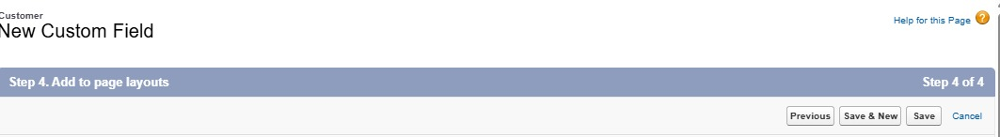 Customer
New Custom Field
Help for this Page ?
Step 4. Add to page layouts
Step 4 of 4
Previous Save & New Save Cancel